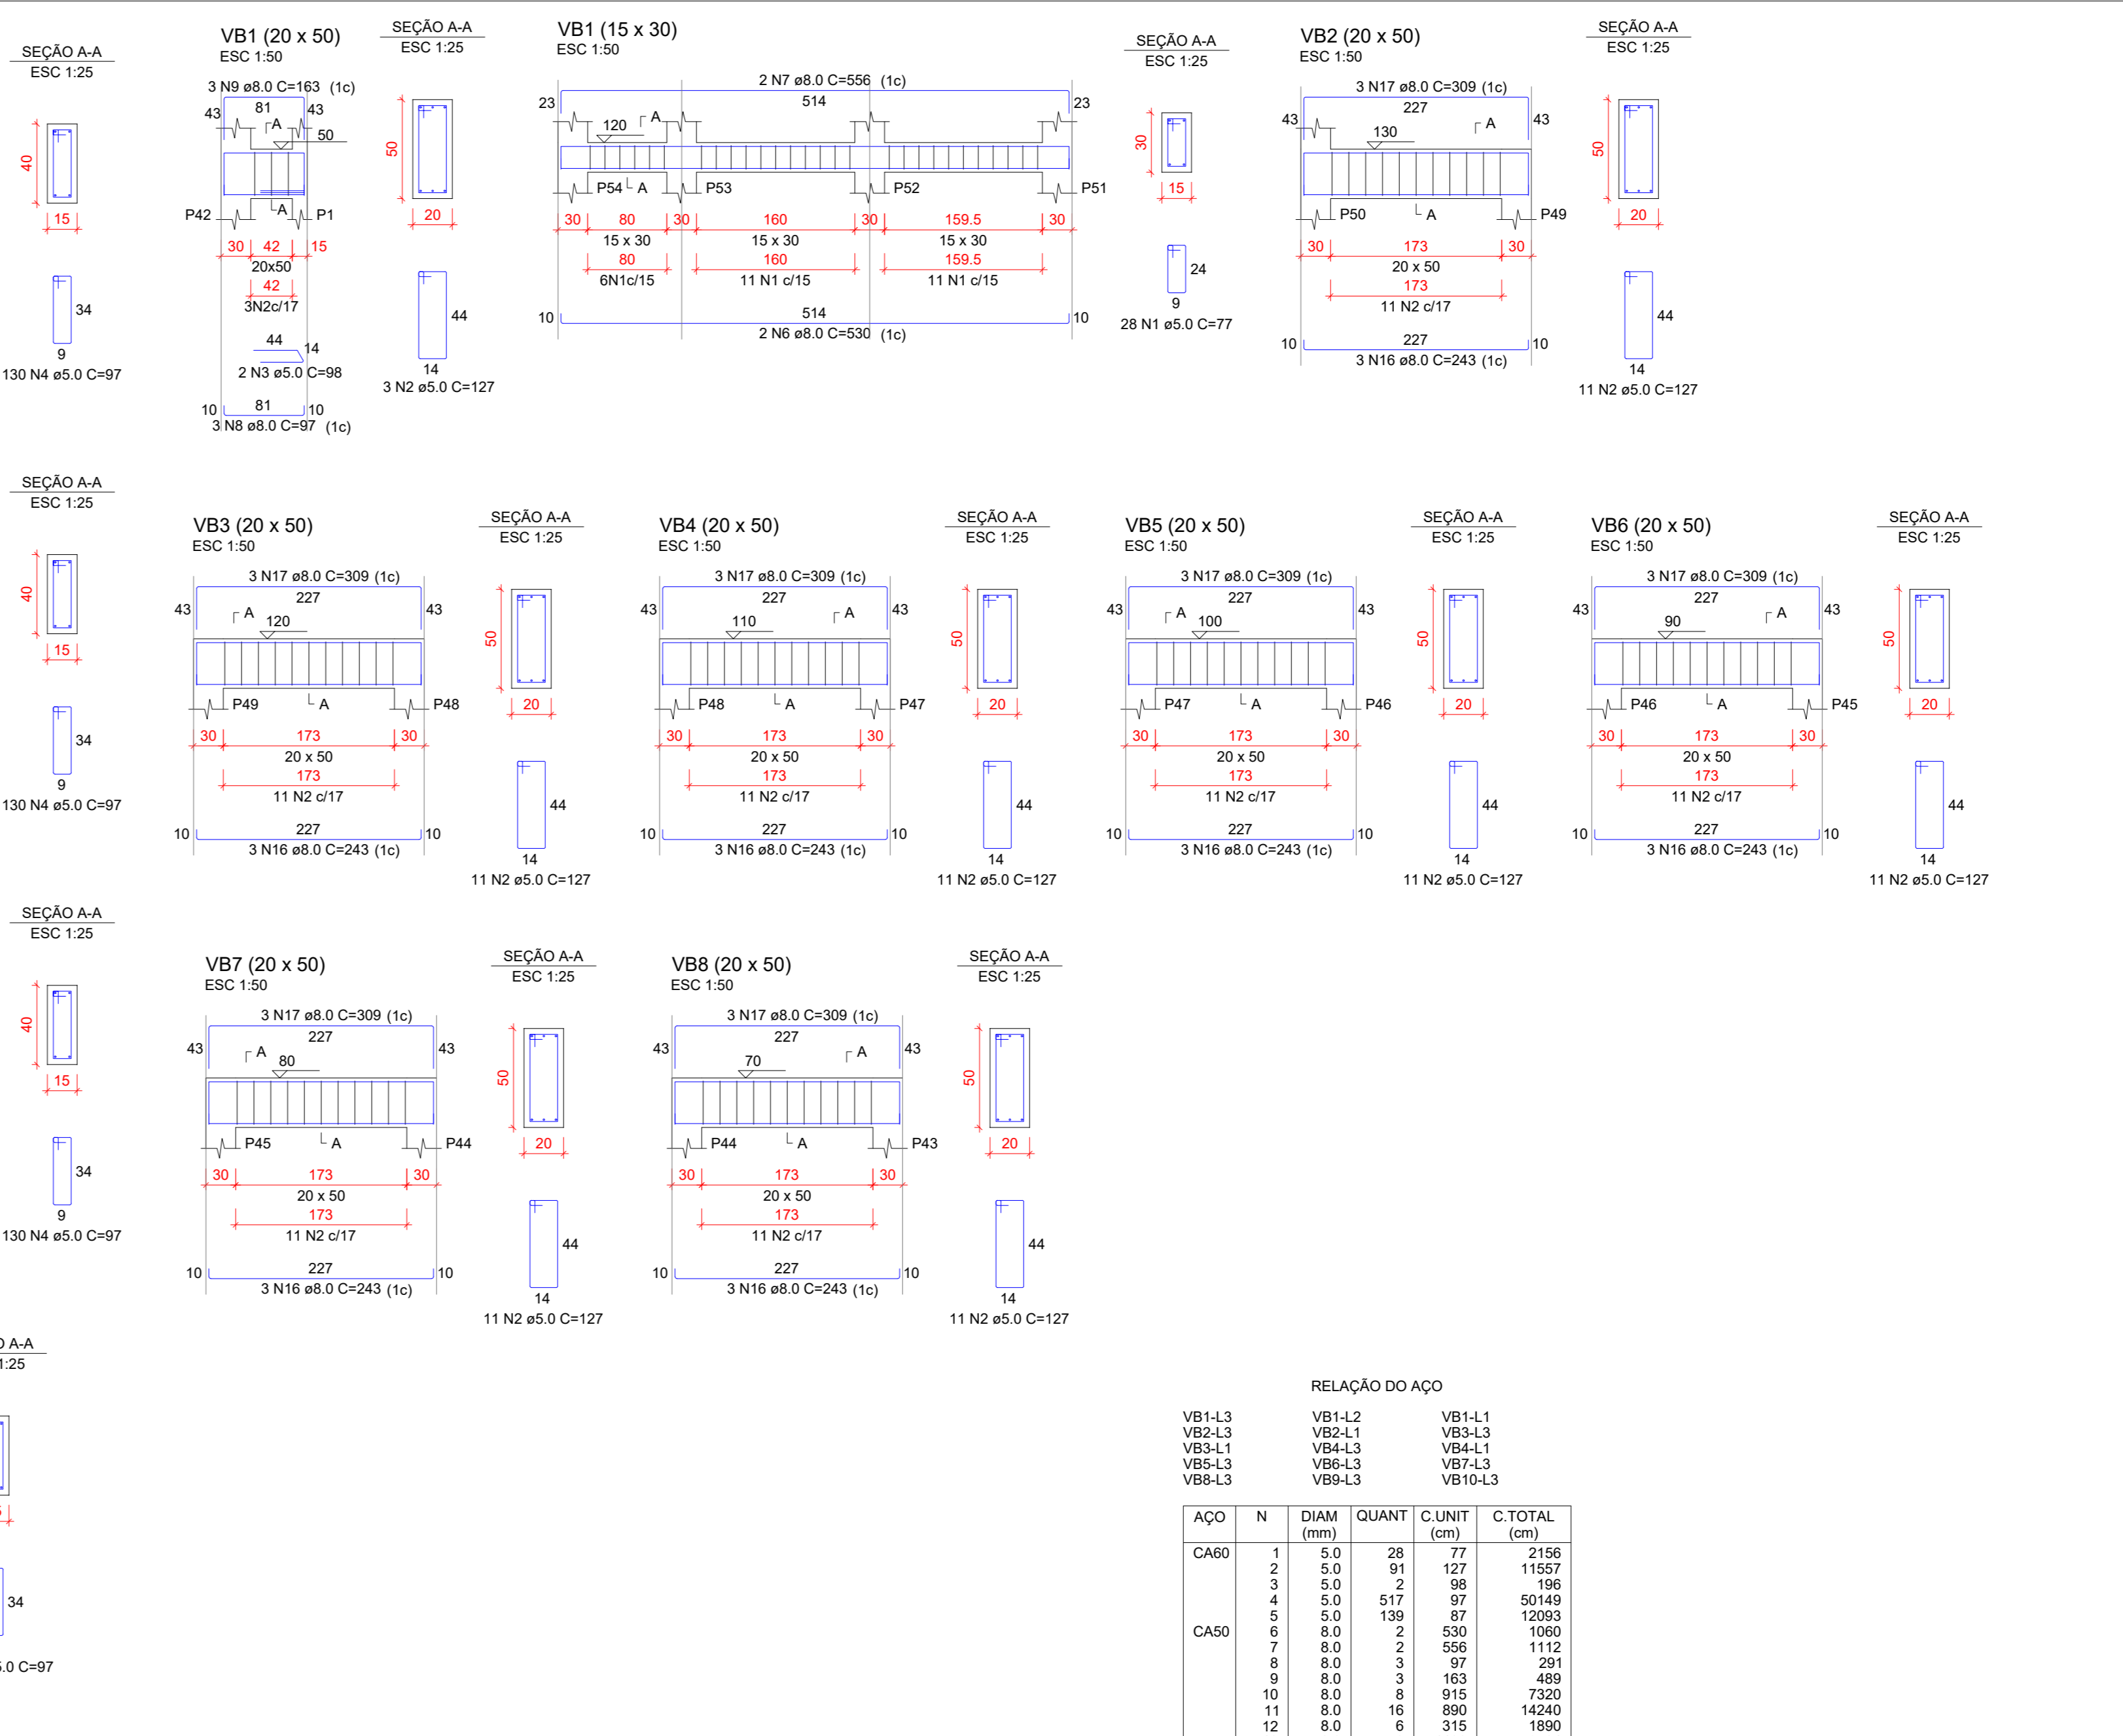 SEÇÃO A-A
ESC 1:25
40
15
34
9
130 N4 ø5.0 C=97
VB1 (20 x 50)
ESC 1:50
3 N9 ø8.0 C=163 (1c)
81
43
43
A
50
A
P42
P1
30
42
15
20x50
42
3N2c/17
44
14
2 N3 ø5.0 C=98
10
81
10
3 N8 ø8.0 C=97 (1c)
SEÇÃO A-A
ESC 1:25
50
20
44
14
3 N2 ø5.0 C=127
VB1 (15 x 30)
ESC 1:50
2 N7 ø8.0 C=556 (1c)
23
514
23
120
A
P54
A
P53
P52
P51
30
80
30
160
30
159.5
30
15 x 30
15 x 30
15 x 30
80
160
159.5
6N1c/15
11 N1 c/15
11 N1 c/15
10
514
10
2 N6 ø8.0 C=530 (1c)
SEÇÃO A-A
ESC 1:25
30
15
24
9
28 N1 ø5.0 C=77
VB2 (20 x 50)
ESC 1:50
3 N17 ø8.0 C=309 (1c)
227
43
43
130
A
P50
A
P49
30
173
30
20 x 50
173
11 N2 c/17
10
227
10
3 N16 ø8.0 C=243 (1c)
SEÇÃO A-A
ESC 1:25
50
20
44
14
11 N2 ø5.0 C=127
SEÇÃO A-A
ESC 1:25
40
15
34
9
130 N4 ø5.0 C=97
VB3 (20 x 50)
ESC 1:50
3 N17 ø8.0 C=309 (1c)
227
43
43
A
120
P49
A
P48
30
173
30
20 x 50
173
11 N2 c/17
10
227
10
3 N16 ø8.0 C=243 (1c)
SEÇÃO A-A
ESC 1:25
50
20
44
14
11 N2 ø5.0 C=127
VB4 (20 x 50)
ESC 1:50
3 N17 ø8.0 C=309 (1c)
227
43
43
110
A
P48
A
P47
30
173
30
20 x 50
173
11 N2 c/17
10
227
10
3 N16 ø8.0 C=243 (1c)
SEÇÃO A-A
ESC 1:25
50
20
44
14
11 N2 ø5.0 C=127
VB5 (20 x 50)
ESC 1:50
3 N17 ø8.0 C=309 (1c)
227
43
43
A
100
P47
A
P46
30
173
30
20 x 50
173
11 N2 c/17
10
227
10
3 N16 ø8.0 C=243 (1c)
SEÇÃO A-A
ESC 1:25
50
20
44
14
11 N2 ø5.0 C=127
VB6 (20 x 50)
ESC 1:50
3 N17 ø8.0 C=309 (1c)
227
43
43
90
A
P46
A
P45
30
173
30
20 x 50
173
11 N2 c/17
10
227
10
3 N16 ø8.0 C=243 (1c)
SEÇÃO A-A
ESC 1:25
50
20
44
14
11 N2 ø5.0 C=127
SEÇÃO A-A
ESC 1:25
40
15
34
9
130 N4 ø5.0 C=97
VB7 (20 x 50)
ESC 1:50
3 N17 ø8.0 C=309 (1c)
227
43
43
A
80
P45
A
P44
30
173
30
20 x 50
173
11 N2 c/17
10
227
10
3 N16 ø8.0 C=243 (1c)
SEÇÃO A-A
ESC 1:25
50
20
44
14
11 N2 ø5.0 C=127
VB8 (20 x 50)
ESC 1:50
3 N17 ø8.0 C=309 (1c)
227
43
43
70
A
P44
A
P43
30
173
30
20 x 50
173
11 N2 c/17
10
227
10
3 N16 ø8.0 C=243 (1c)
SEÇÃO A-A
ESC 1:25
50
20
44
14
11 N2 ø5.0 C=127
A-A
1:25
34
5.0 C=97
RELAÇÃO DO AÇO
VB1-L3 VB1-L2 VB1-L1
VB2-L3 VB2-L1 VB3-L3
VB3-L1 VB4-L3 VB4-L1
VB5-L3 VB6-L3 VB7-L3
VB8-L3 VB9-L3 VB10-L3
AÇO N DIAM QUANT C.UNIT C.TOTAL
(mm) (cm) (cm)
CA60 1 5.0 28 77 2156
2 5.0 91 127 11557
3 5.0 2 98 196
4 5.0 517 97 50149
5 5.0 139 87 12093
CA50 6 8.0 2 530 1060
7 8.0 2 556 1112
8 8.0 3 97 291
9 8.0 3 163 489
10 8.0 8 915 7320
11 8.0 16 890 14240
12 8.0 6 315 1890